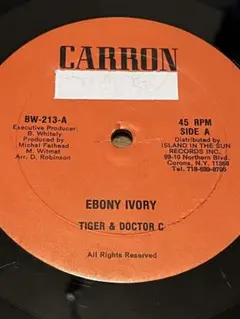 CARRON
BW-213-A
Executive Producer:
B. Whitely
Produced by
Michel Fathead
M. Witmat
Arr. D. Robinson
45 RPM
SIDE A
Distributed by
ISLAND IN THE SUN
RECORDS INC.
99-10 Northern Blvd.
Corona, N.Y. 11368
Tel. 718-699-8795
EBONY IVORY
TIGER & DOCTOR C
All Rights Reserved